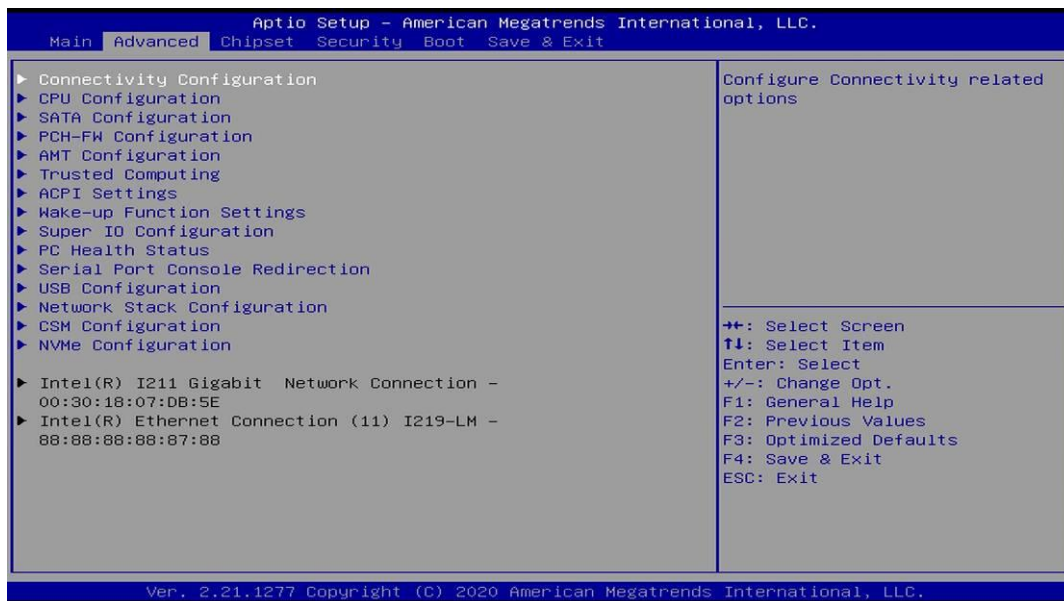 Aptio Setup – American Megatrends International, LLC.
Main Advanced Chipset Security Boot Save & Exit
▶ Connectivity Configuration
▶ CPU Configuration
▶ SATA Configuration
▶ PCH-FW Configuration
▶ AMT Configuration
▶ Trusted Computing
▶ ACPI Settings
▶ Wake-up Function Settings
▶ Super IO Configuration
▶ PC Health Status
▶ Serial Port Console Redirection
▶ USB Configuration
▶ Network Stack Configuration
▶ CSM Configuration
▶ NVMe Configuration
▶ Intel(R) I211 Gigabit  Network Connection –
00:30:18:07:DB:5E
▶ Intel(R) Ethernet Connection (11) I219-LM –
88:88:88:88:87:88
Configure Connectivity related
options
→←: Select Screen
↑↓: Select Item
Enter: Select
+/-: Change Opt.
F1: General Help
F2: Previous Values
F3: Optimized Defaults
F4: Save & Exit
ESC: Exit
Ver. 2.21.1277 Copyright (C) 2020 American Megatrends International, LLC.